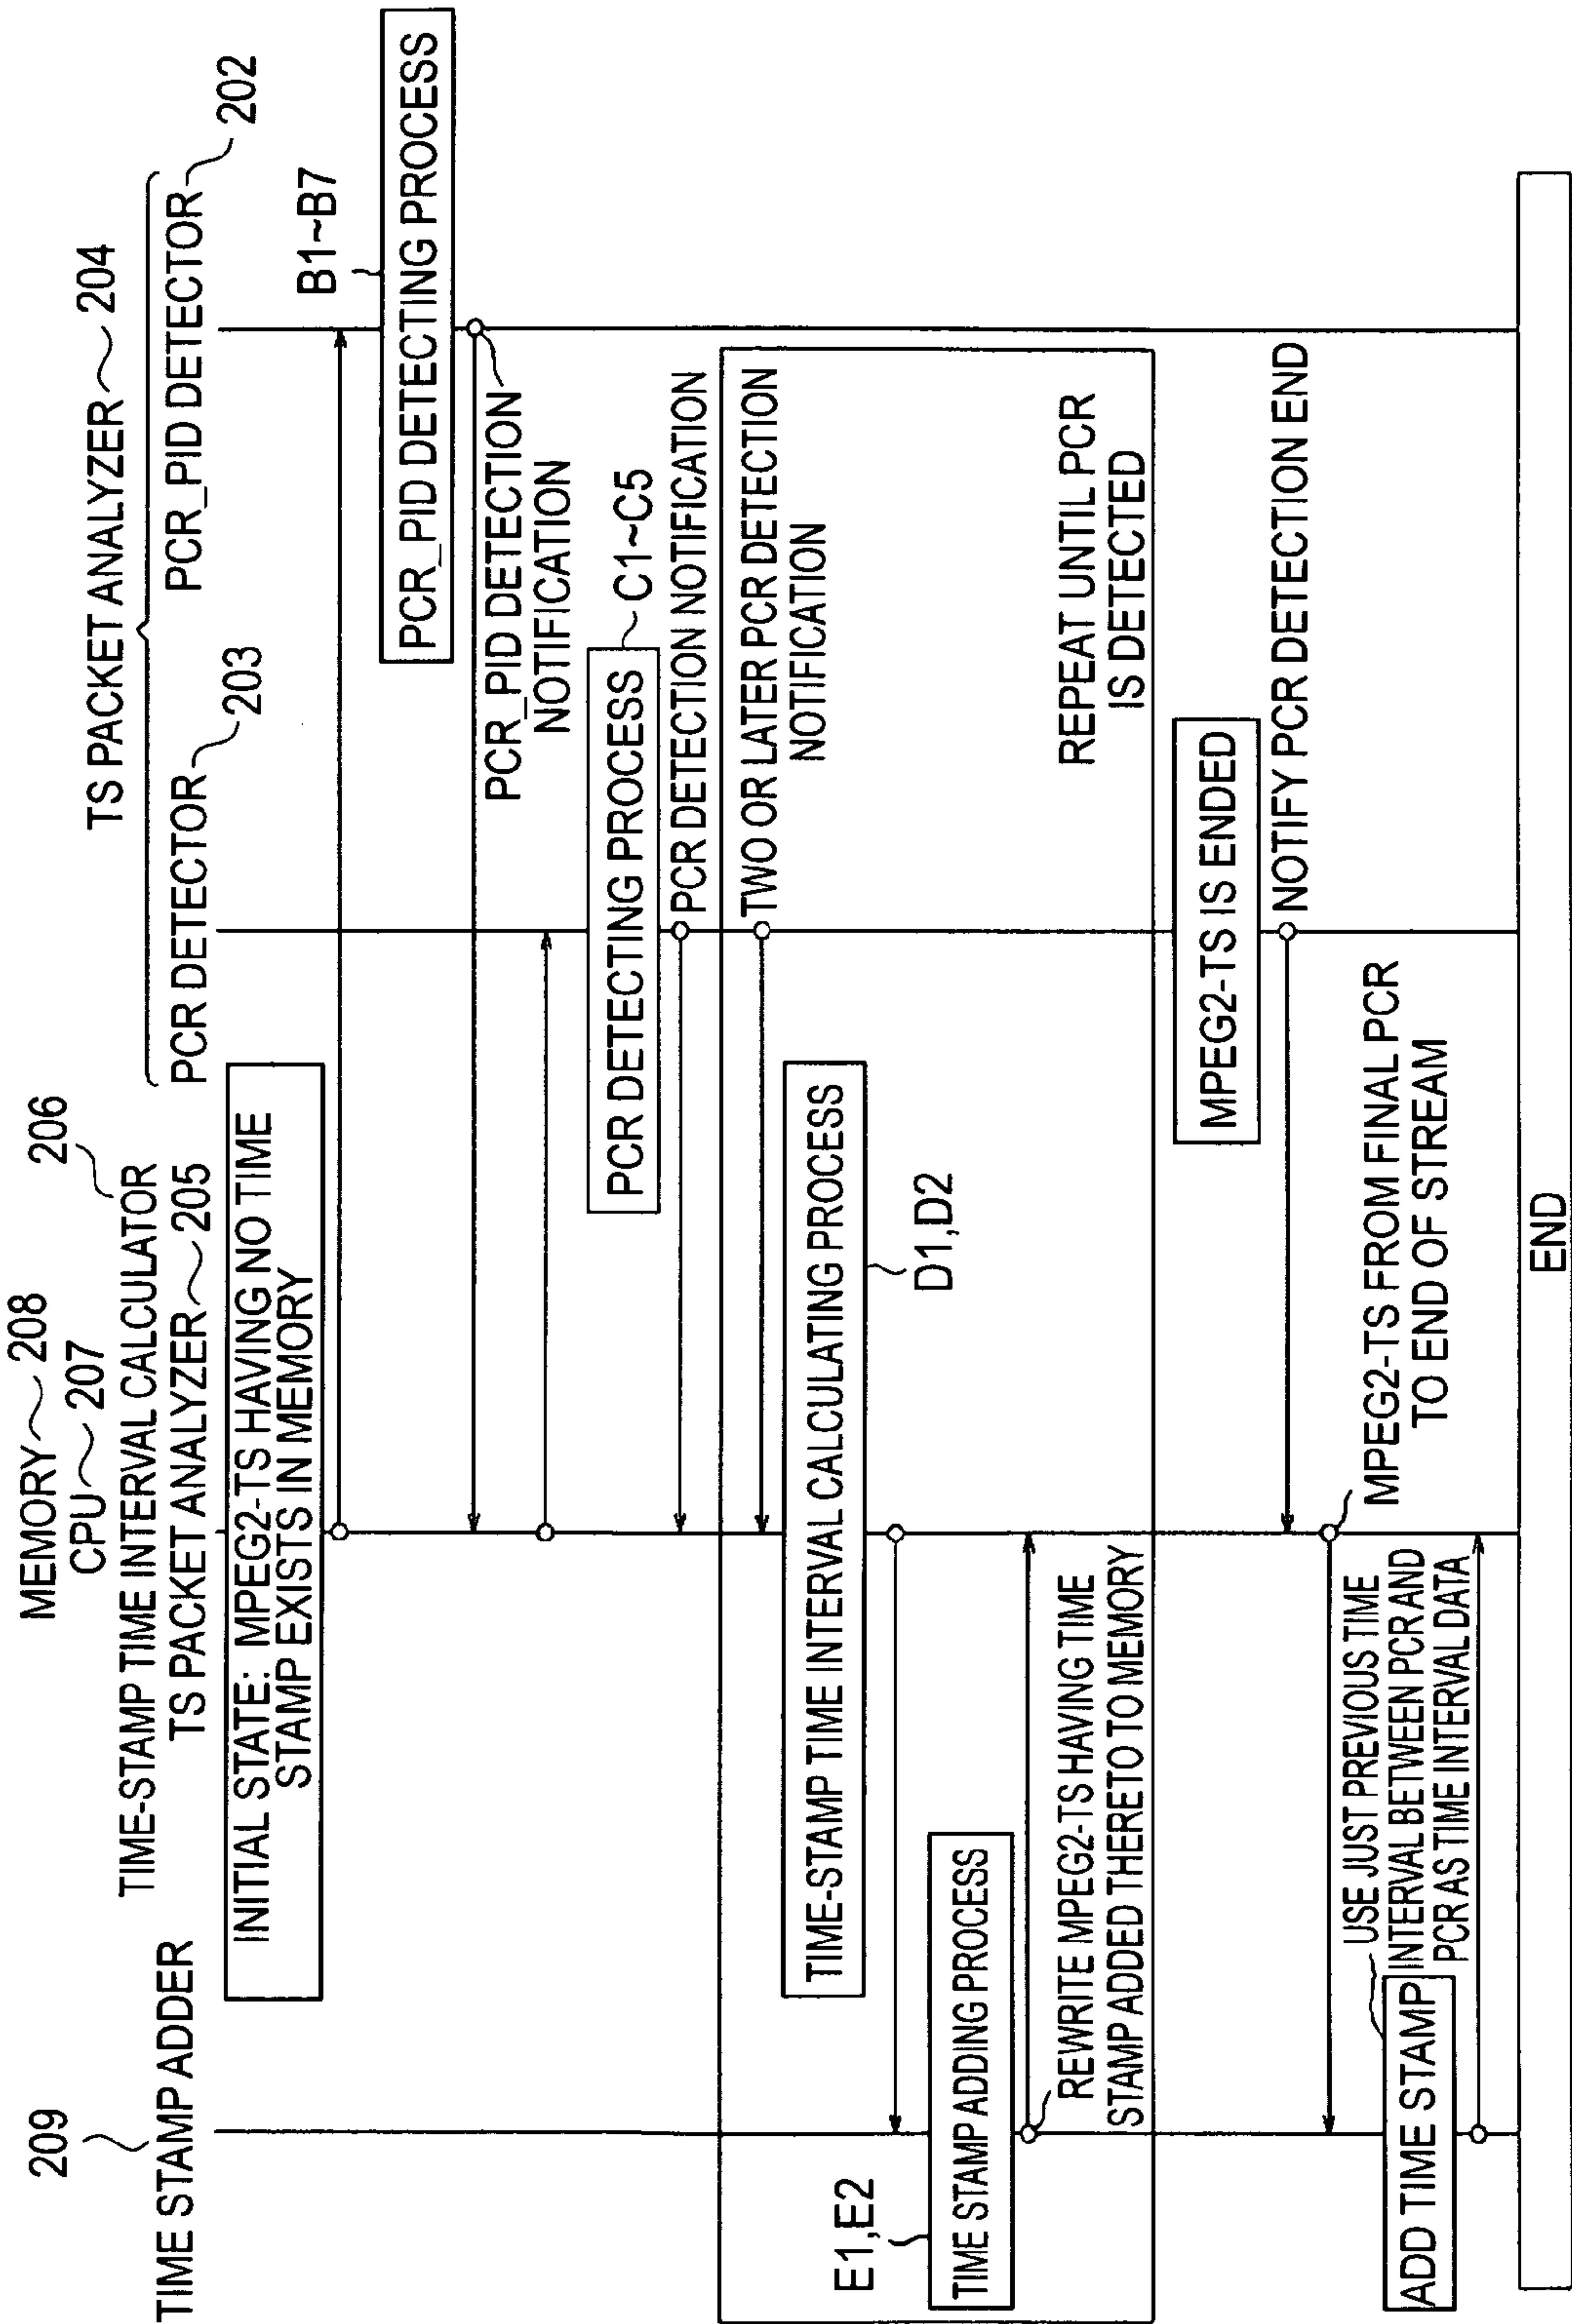 209
TIME STAMP ADDER
MEMORY 208
CPU 207
TIME-STAMP TIME INTERVAL CALCULATOR
206
TS PACKET ANALYZER 205
TS PACKET ANALYZER 204
PCR DETECTOR 203
PCR_PID DETECTOR 202
INITIAL STATE: MPEG2-TS HAVING NO TIME
STAMP EXISTS IN MEMORY
B1~B7
PCR_PID DETECTING PROCESS
PCR_PID DETECTION
NOTIFICATION
PCR DETECTING PROCESS
C1~C5
PCR DETECTION NOTIFICATION
TWO OR LATER PCR DETECTION
NOTIFICATION
TIME-STAMP TIME INTERVAL CALCULATING PROCESS
D1,D2
E1,E2
TIME STAMP ADDING PROCESS
REWRITE MPEG2-TS HAVING TIME
STAMP ADDED THERETO TO MEMORY
REPEAT UNTIL PCR
IS DETECTED
MPEG2-TS IS ENDED
NOTIFY PCR DETECTION END
MPEG2-TS FROM FINAL PCR
TO END OF STREAM
USE JUST PREVIOUS TIME
INTERVAL BETWEEN PCR AND
PCR AS TIME INTERVAL DATA
ADD TIME STAMP
END